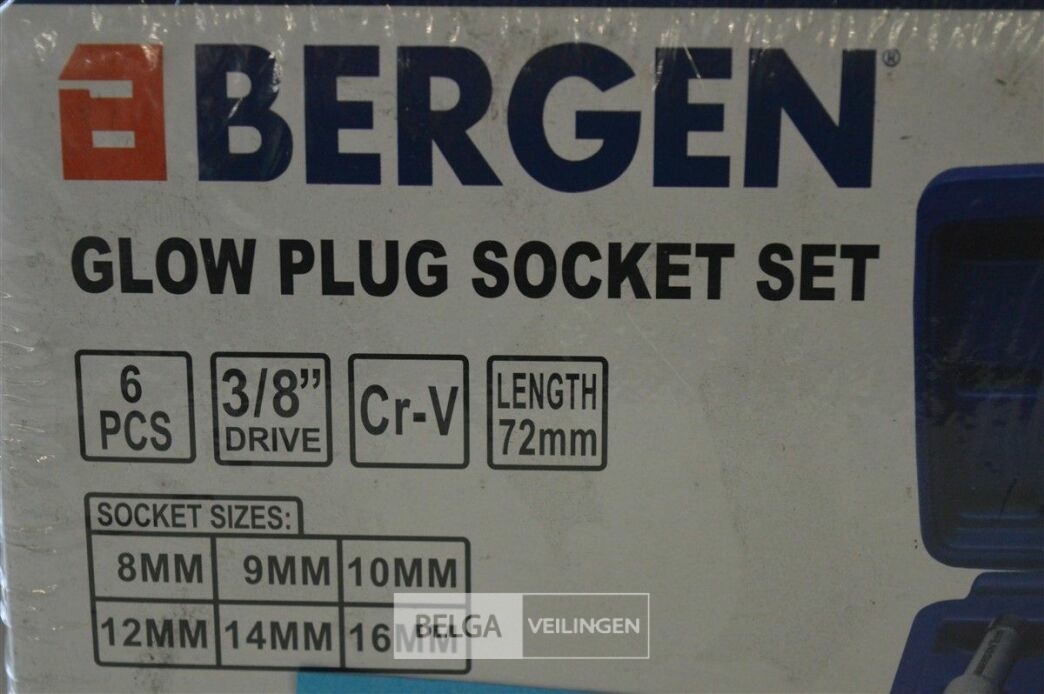 BERGEN®
GLOW PLUG SOCKET SET
6 PCS
3/8” DRIVE
Cr-V
LENGTH 72mm
SOCKET SIZES:
8MM 9MM 10MM
12MM 14MM 16MM
BELGA VEILINGEN